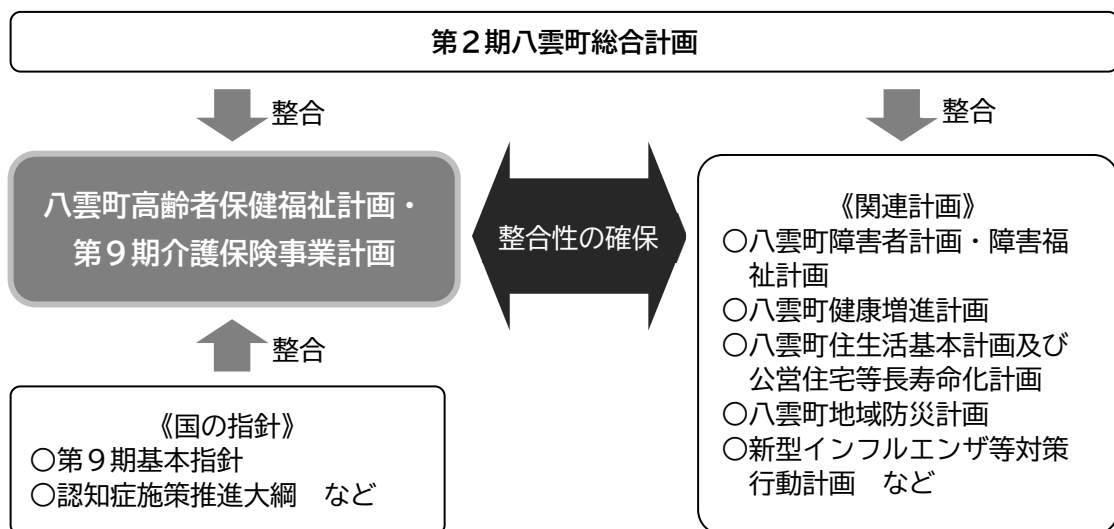 第２期八雲町総合計画
整合
整合
八雲町高齢者保健福祉計画・
第９期介護保険事業計画
整合性の確保
《関連計画》
○八雲町障害者計画・障害福
祉計画
○八雲町健康増進計画
○八雲町住生活基本計画及び
公営住宅等長寿命化計画
○八雲町地域防災計画
○新型インフルエンザ等対策
行動計画　など
整合
《国の指針》
○第９期基本指針
○認知症施策推進大綱　など